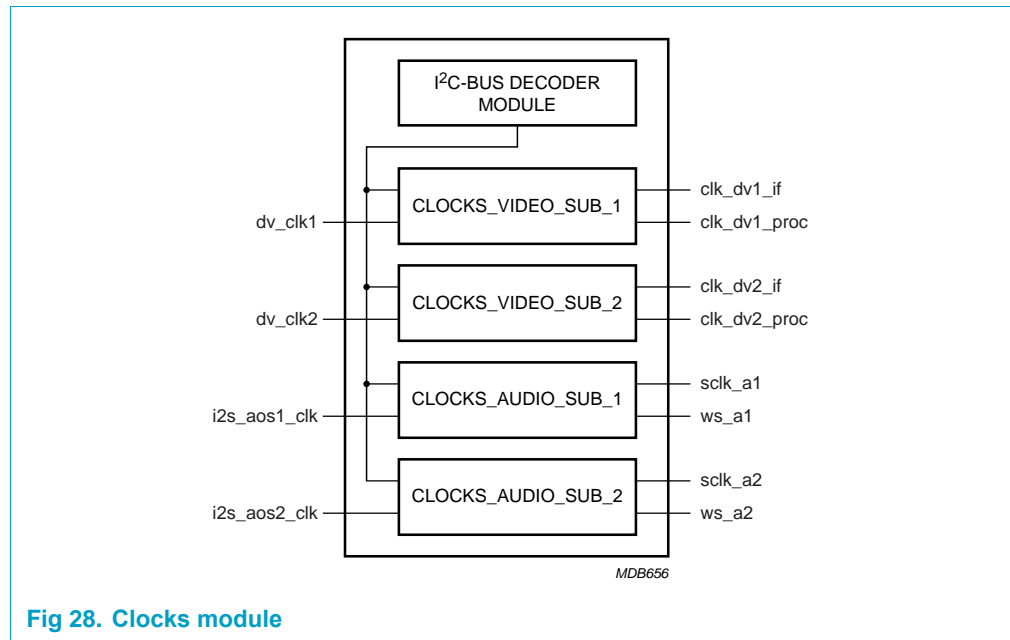 I²C-BUS DECODER
MODULE
CLOCKS_VIDEO_SUB_1
dv_clk1
clk_dv1_if
clk_dv1_proc
CLOCKS_VIDEO_SUB_2
dv_clk2
clk_dv2_if
clk_dv2_proc
CLOCKS_AUDIO_SUB_1
i2s_aos1_clk
sclk_a1
ws_a1
CLOCKS_AUDIO_SUB_2
i2s_aos2_clk
sclk_a2
ws_a2
MDB656
Fig 28. Clocks module